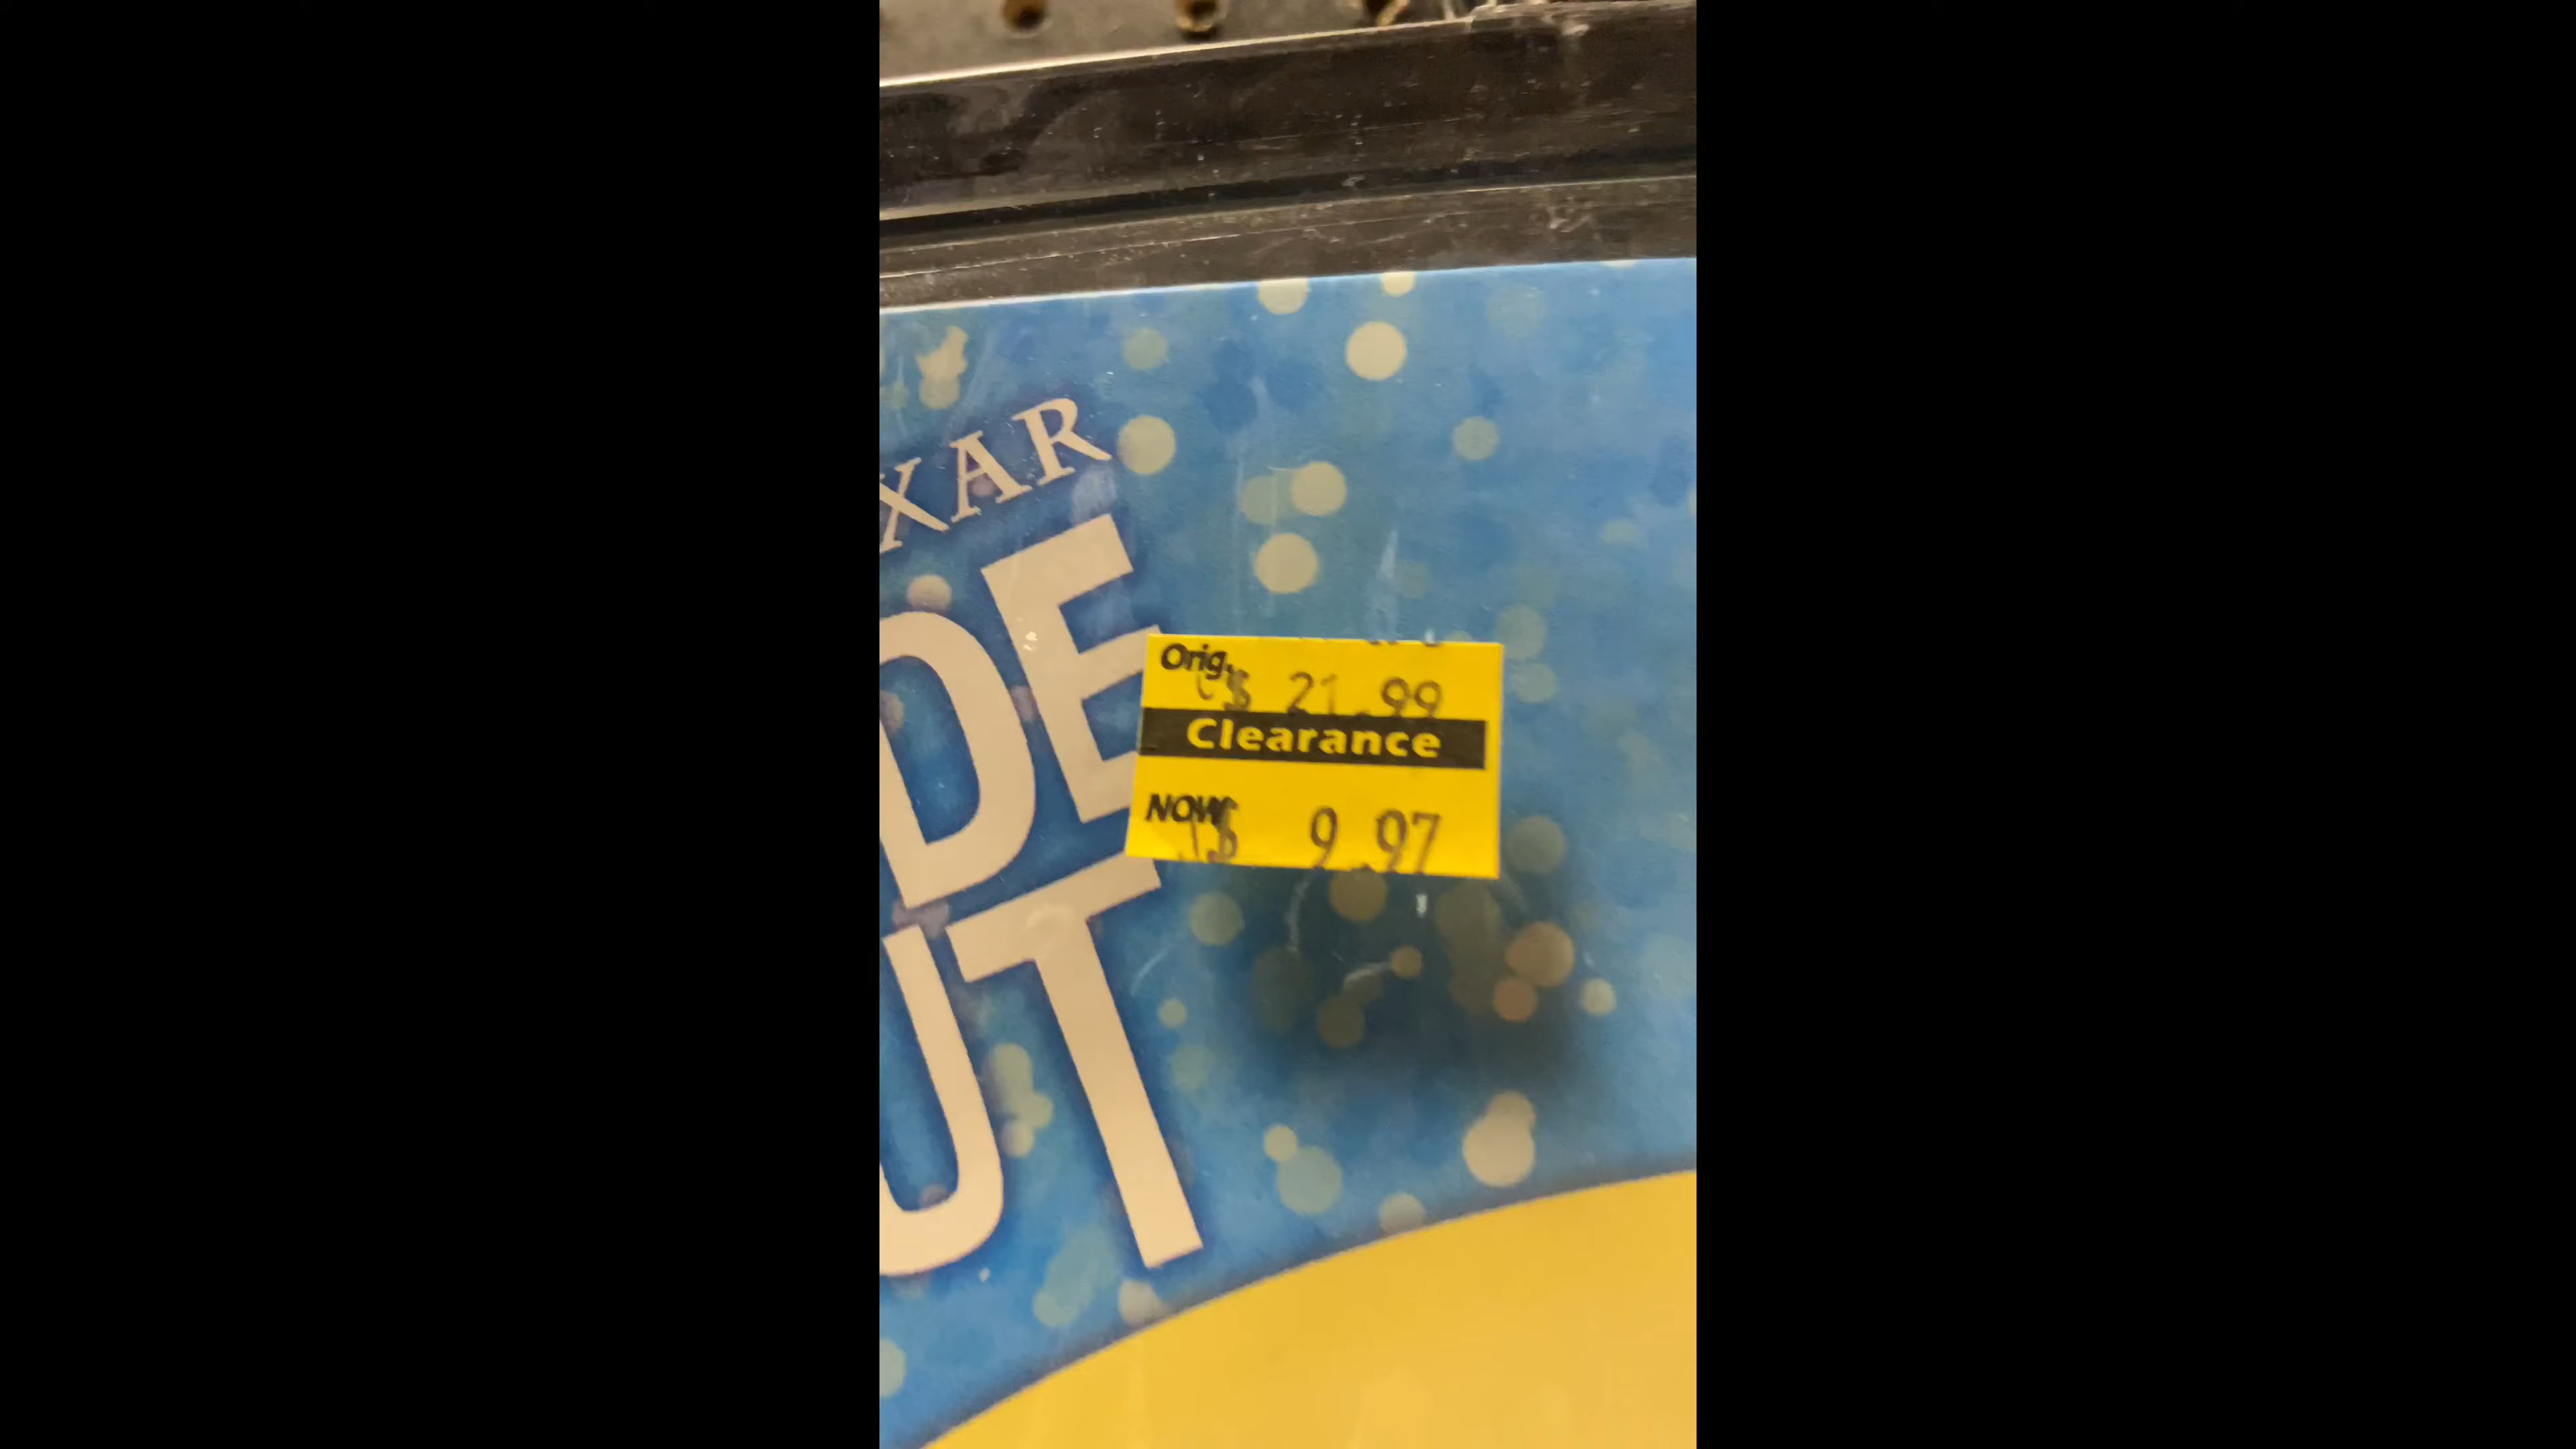 XAR
DE
UT
Orig.
$ 21.99
Clearance
NOW
$ 9.97